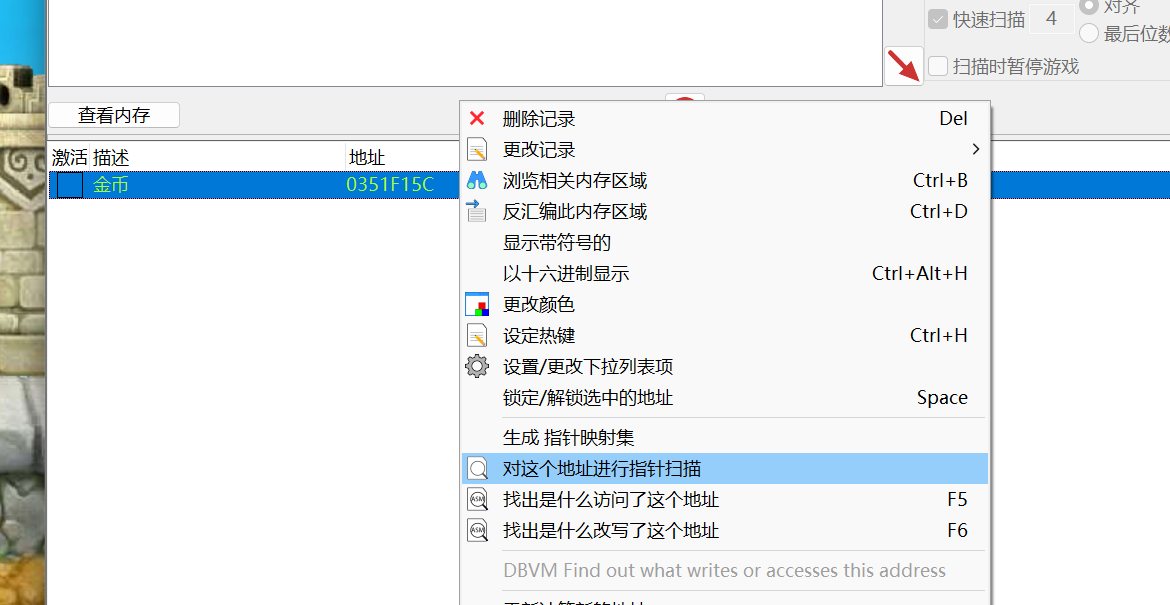 快速扫描 4 对齐
最后位数
扫描时暂停游戏
查看内存
激活 描述 地址
金币 0351F15C
删除记录 Del
更改记录
浏览相关内存区域 Ctrl+B
反汇编此内存区域 Ctrl+D
显示带符号的
以十六进制显示 Ctrl+Alt+H
更改颜色
设定热键 Ctrl+H
设置/更改下拉列表项
锁定/解锁选中的地址 Space
生成 指针映射集
对这个地址进行指针扫描
找出是什么访问了这个地址 F5
找出是什么改写了这个地址 F6
DBVM Find out what writes or accesses this address